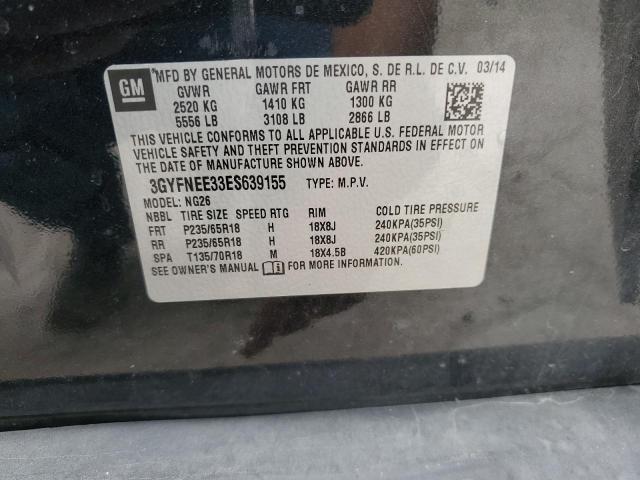 GM
MFD BY GENERAL MOTORS DE MEXICO, S. DE R.L. DE C.V. 03/14
GVWR GAWR FRT GAWR RR
2520 KG 1410 KG 1300 KG
5556 LB 3108 LB 2866 LB
THIS VEHICLE CONFORMS TO ALL APPLICABLE U.S. FEDERAL MOTOR
VEHICLE SAFETY AND THEFT PREVENTION STANDARDS IN EFFECT ON
THE DATE OF MANUFACTURE SHOWN ABOVE.
3GYFNEE33ES639155 TYPE: M.P.V.
MODEL: NG26
NBBL TIRE SIZE SPEED RTG RIM COLD TIRE PRESSURE
FRT P235/65R18 H 18X8J 240KPA(35PSI)
RR P235/65R18 H 18X8J 240KPA(35PSI)
SPA T135/70R18 M 18X4.5B 420KPA(60PSI)
SEE OWNER'S MANUAL FOR MORE INFORMATION